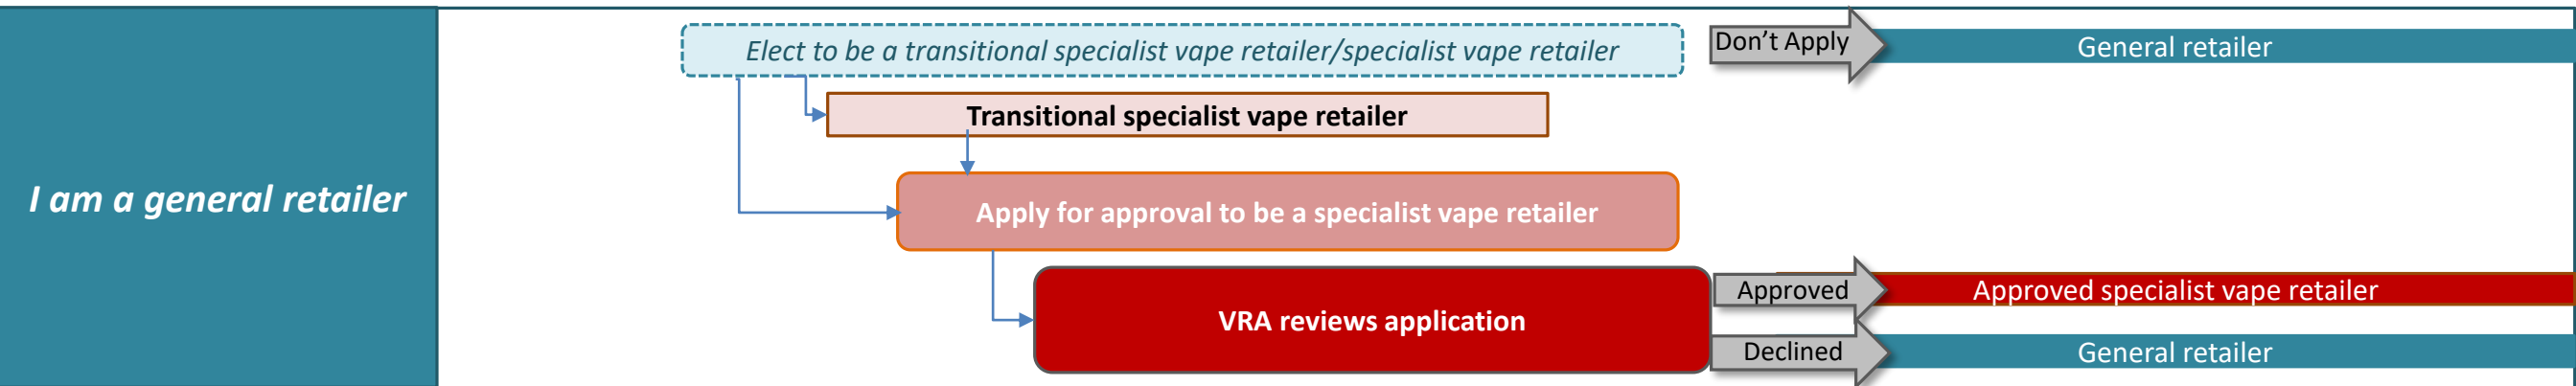 I am a general retailer
Elect to be a transitional specialist vape retailer/specialist vape retailer
Don't Apply
General retailer
Transitional specialist vape retailer
Apply for approval to be a specialist vape retailer
VRA reviews application
Approved
Approved specialist vape retailer
Declined
General retailer